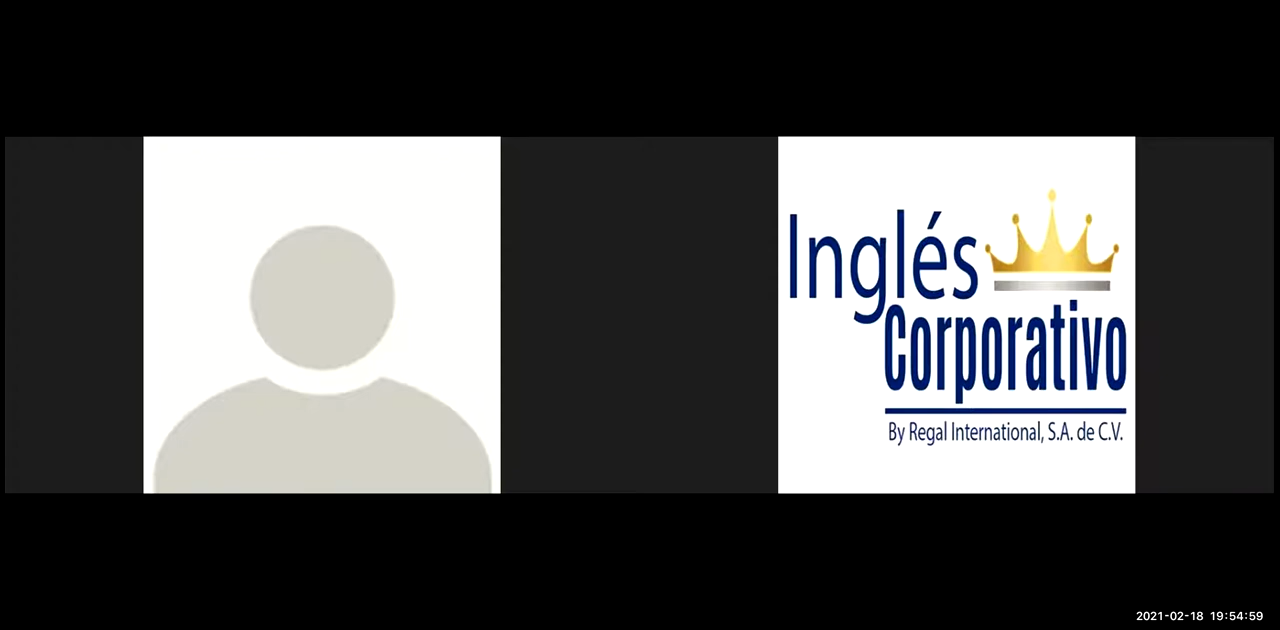 Inglés
Corporativo
By Regal International, S.A. de C.V.
2021-02-18 19:54:59